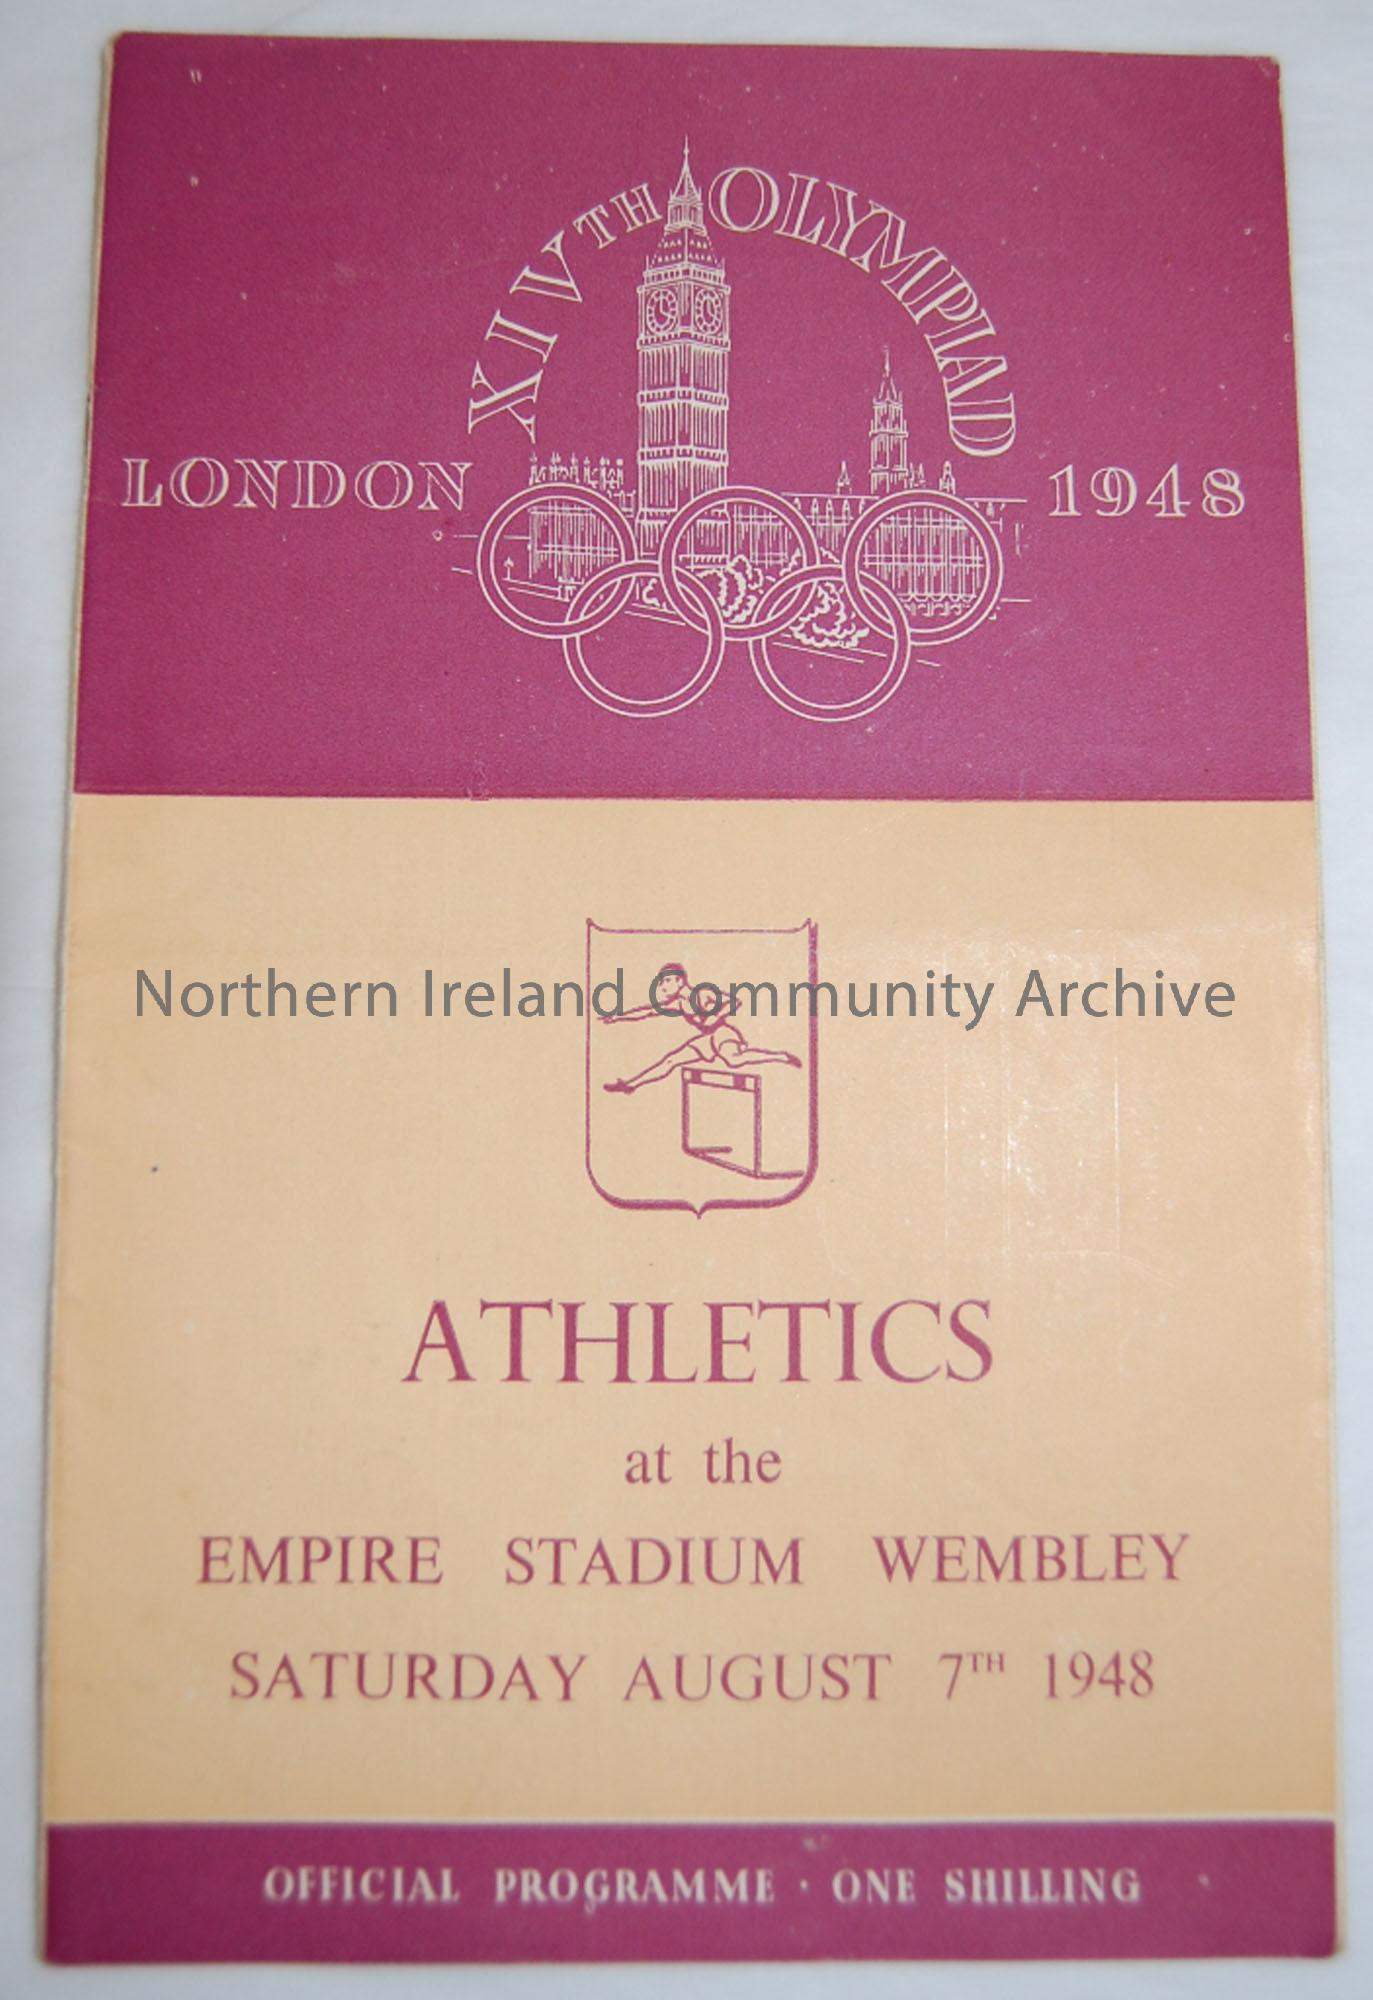 XIVTH OLYMPIAD
LONDON 1948
Northern Ireland Community Archive
ATHLETICS
at the
EMPIRE STADIUM WEMBLEY
SATURDAY AUGUST 7TH 1948
OFFICIAL PROGRAMME · ONE SHILLING